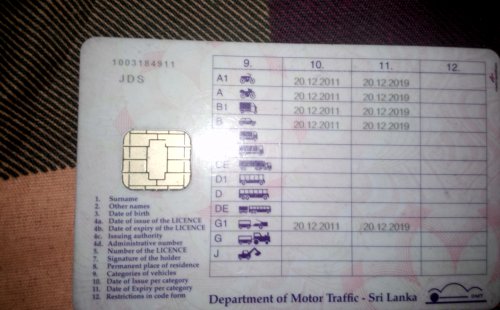 1003184911
JDS
9. 10. 11. 12.
A1 20.12.2011 20.12.2019
A 20.12.2011 20.12.2019
B1 20.12.2011 20.12.2019
B 20.12.2011 20.12.2019
CE
D1
D
DE
G1 20.12.2011 20.12.2019
G
J
1. Surname
2. Other names
3. Date of birth
4a. Date of issue of the LICENCE
4b. Date of expiry of the LICENCE
4c. Issuing authority
4d. Administrative number
5. Number of the LICENCE
7. Signature of the holder
8. Permanent place of residence
9. Categories of vehicles
10. Date of Issue per category
11. Date of Expiry per category
12. Restrictions in code form
Department of Motor Traffic - Sri Lanka
DMT